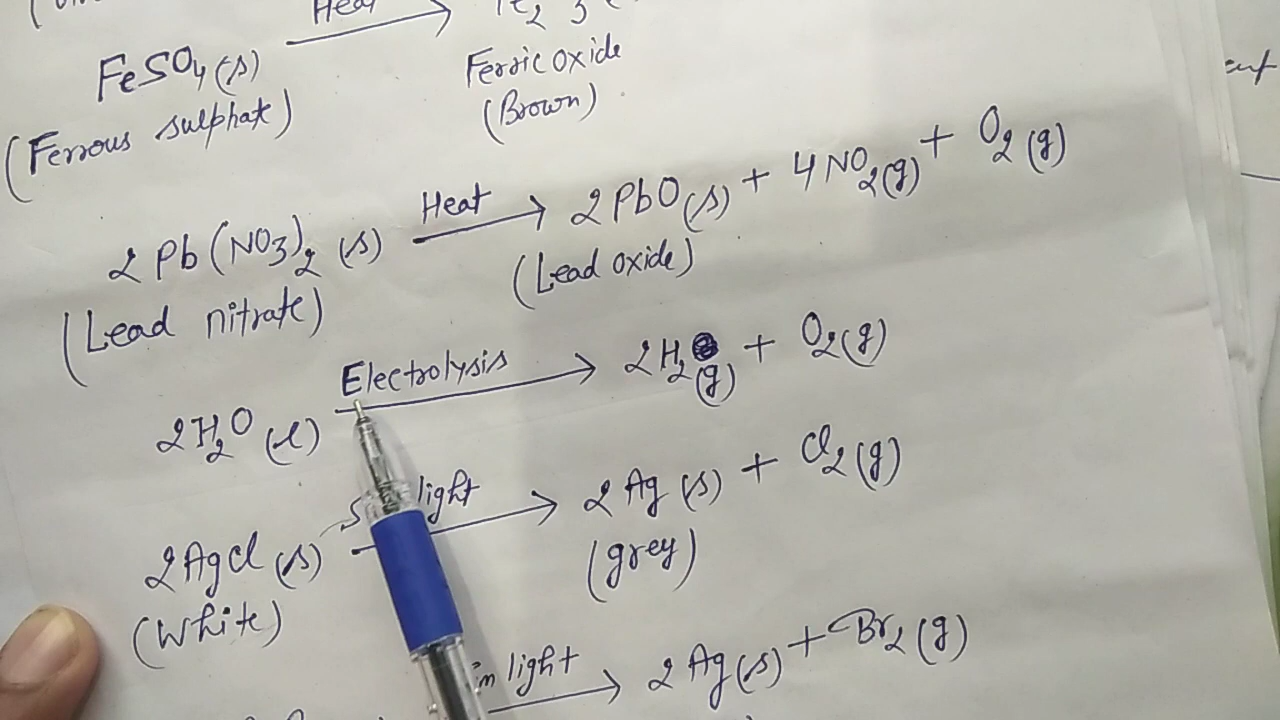 Heat
FeSO4(s)
Ferric oxide
(Ferrous sulphate)
(Brown)
2Pb(NO3)2(s) Heat → 2PbO(s) + 4NO2(g) + O2(g)
(Lead nitrate) (Lead oxide)
2H2O(l) Electrolysis → 2H2(g) + O2(g)
2AgCl(s) light → 2Ag(s) + Cl2(g)
(White) (grey)
light → 2Ag(s) + Br2(g)